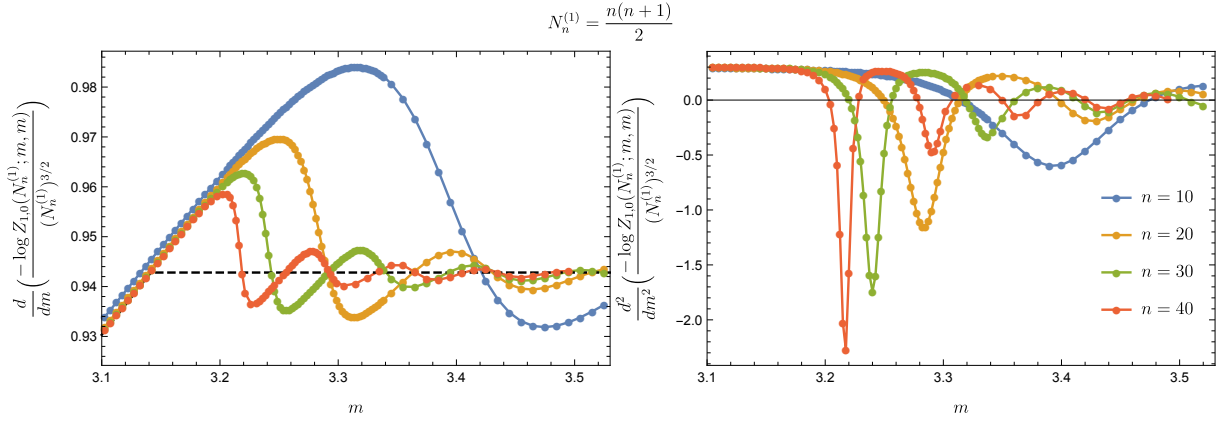 N_n^{(1)} = \frac{n(n+1)}{2}
\frac{d}{dm} \left( \frac{-\log Z_{1,0}(N_n^{(1)}; m, m)}{(N_n^{(1)})^{3/2}} \right)
0.98
0.97
0.96
0.95
0.94
0.93
3.1 3.2 3.3 3.4 3.5
m
\frac{d^2}{dm^2} \left( \frac{-\log Z_{1,0}(N_n^{(1)}; m, m)}{(N_n^{(1)})^{3/2}} \right)
0.0
-0.5
-1.0
-1.5
-2.0
n = 10
n = 20
n = 30
n = 40
3.1 3.2 3.3 3.4 3.5
m